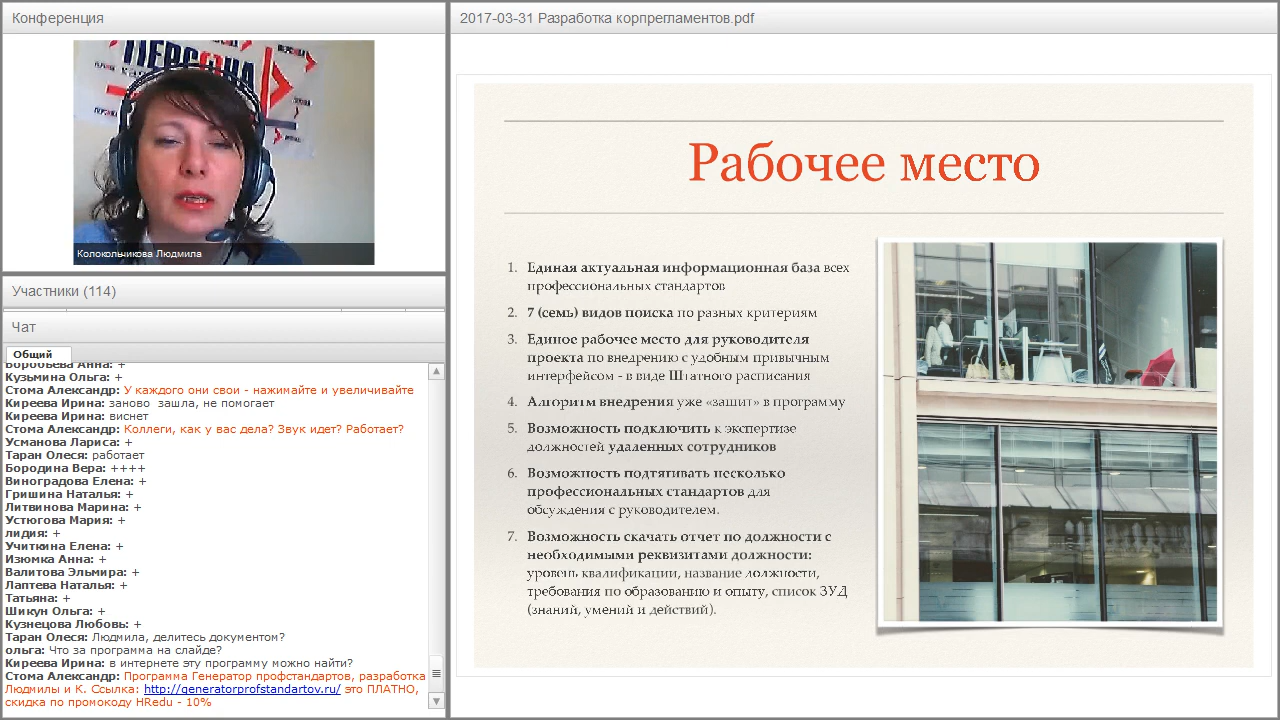 Конференция
ПЕРСОНА
Колокольчикова Людмила
Участники (114)
Чат
Общий
Воробьева Анна: +
Кузьмина Ольга: +
Стома Александр: У каждого они свои - нажимайте и увеличивайте
Киреева Ирина: заново зашла, не помогает
Киреева Ирина: виснет
Стома Александр: Коллеги, как у вас дела? Звук идет? Работает?
Усманова Лариса: +
Таран Олеся: работает
Бородина Вера: ++++
Виноградова Елена: +
Гришина Наталья: +
Литвинова Марина: +
Устюгова Мария: +
лидия: +
Учиткина Елена: +
Изюмка Анна: +
Валитова Эльмира: +
Лаптева Наталья: +
Татьяна: +
Шикун Ольга: +
Кузнецова Любовь: +
Таран Олеся: Людмила, делитесь документом?
ольга: Что за программа на слайде?
Киреева Ирина: в интернете эту программу можно найти?
Стома Александр: Программа Генератор профстандартов, разработка
Людмилы и К. Ссылка: http://generatorprofstandartov.ru/ это ПЛАТНО,
скидка по промокоду HRedu - 10%
2017-03-31 Разработка корпрегламентов.pdf
Рабочее место
1. Единая актуальная информационная база всех
профессиональных стандартов
2. 7 (семь) видов поиска по разным критериям
3. Единое рабочее место для руководителя
проекта по внедрению с удобным привычным
интерфейсом - в виде Штатного расписания
4. Алгоритм внедрения уже «зашит» в программу
5. Возможность подключить к экспертизе
должностей удаленных сотрудников
6. Возможность подтягивать несколько
профессиональных стандартов для
обсуждения с руководителем.
7. Возможность скачать отчет по должности с
необходимыми реквизитами должности:
уровень квалификации, название должности,
требования по образованию и опыту, список ЗУД
(знаний, умений и действий).